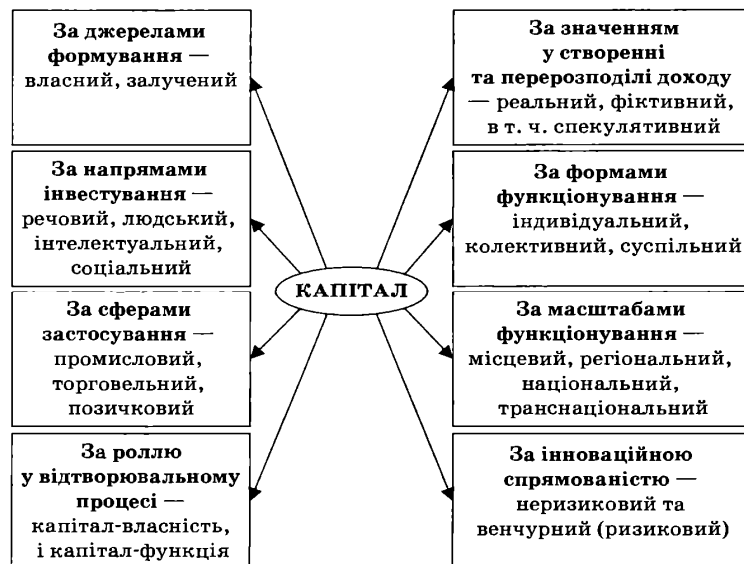 За джерелами
формування —
власний, залучений
За напрямами
інвестування —
речовий, людський,
інтелектуальний,
соціальний
За сферами
застосування —
промисловий,
торговельний,
позичковий
За роллю
у відтворювальному
процесі —
капітал-власність,
і капітал-функція
КАПІТАЛ
За значенням
у створенні
та перерозподілі доходу
— реальний, фіктивний,
в т. ч. спекулятивний
За формами
функціонування —
індивідуальний,
колективний, суспільний
За масштабами
функціонування —
місцевий, регіональний,
національний,
транснаціональний
За інноваційною
спрямованістю —
неризиковий та
венчурний (ризиковий)